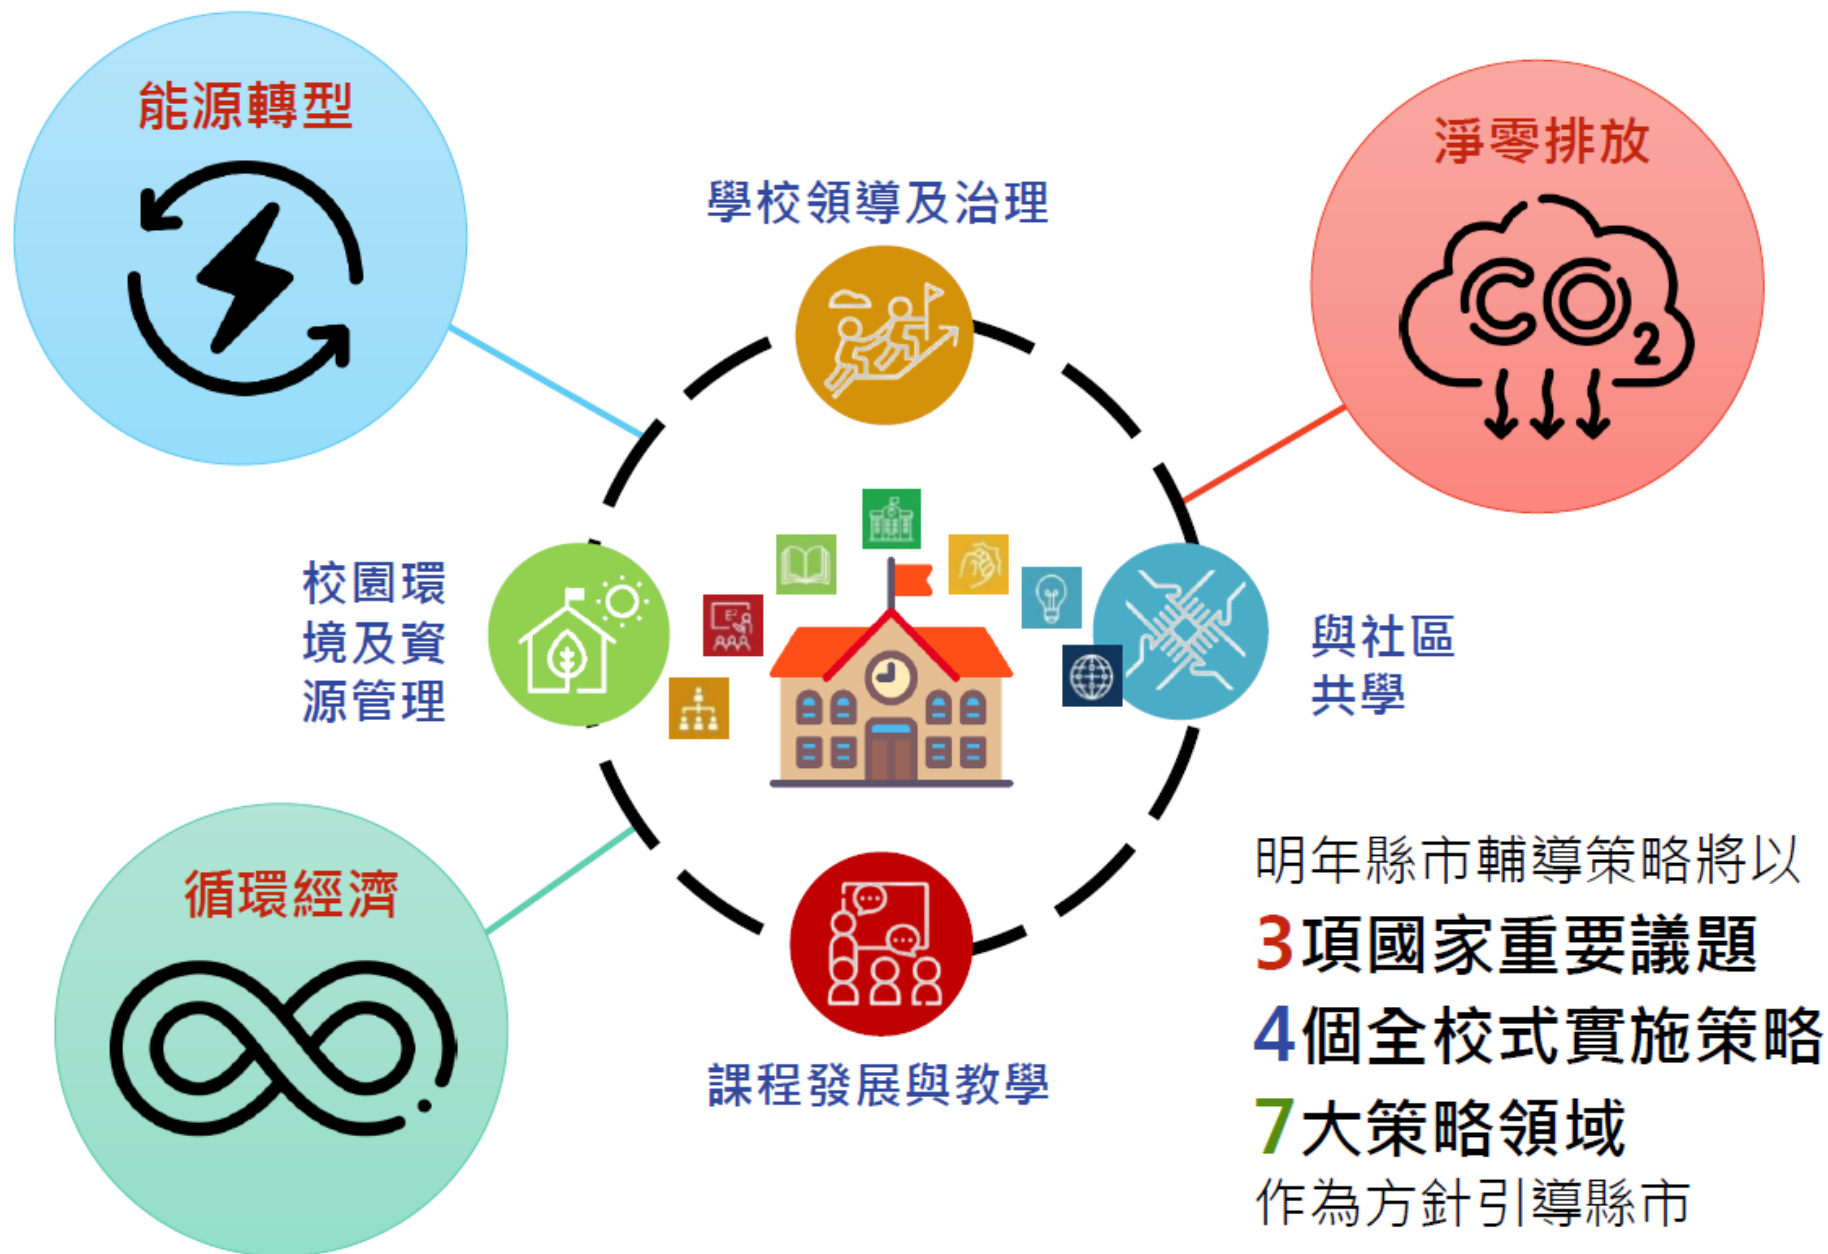 能源轉型
淨零排放
CO2
學校領導及治理
校園環
境及資
源管理
與社區
共學
循環經濟
課程發展與教學
明年縣市輔導策略將以
3項國家重要議題
4個全校式實施策略
7大策略領域
作為方針引導縣市